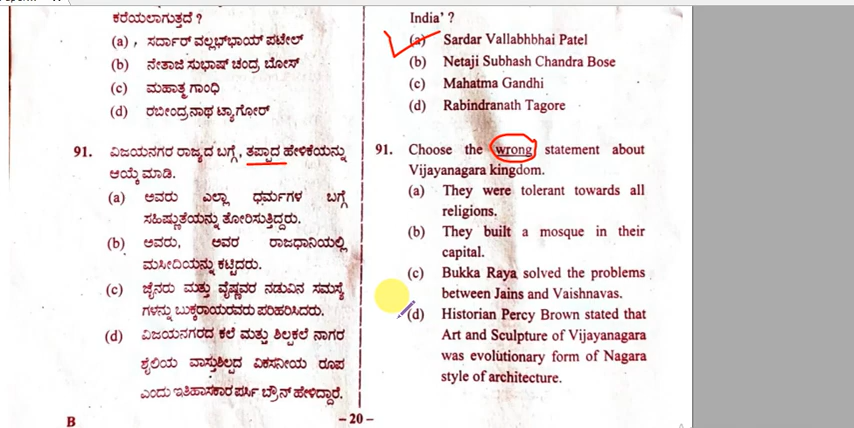 ಕರೆಯಲಾಗುತ್ತದೆ ?
(a) ಸರ್ದಾರ್ ವಲ್ಲಭ್‌ಭಾಯ್ ಪಟೇಲ್
(b) ನೇತಾಜಿ ಸುಭಾಷ್ ಚಂದ್ರ ಬೋಸ್
(c) ಮಹಾತ್ಮ ಗಾಂಧಿ
(d) ರಬೀಂದ್ರನಾಥ ಟ್ಯಾಗೋರ್
91. ವಿಜಯನಗರ ರಾಜ್ಯದ ಬಗ್ಗೆ, ತಪ್ಪಾದ ಹೇಳಿಕೆಯನ್ನು
ಆಯ್ಕೆ ಮಾಡಿ.
(a) ಅವರು ಎಲ್ಲಾ ಧರ್ಮಗಳ ಬಗ್ಗೆ
ಸಹಿಷ್ಣುತೆಯನ್ನು ತೋರಿಸುತ್ತಿದ್ದರು.
(b) ಅವರು, ಅವರ ರಾಜಧಾನಿಯಲ್ಲಿ
ಮಸೀದಿಯನ್ನು ಕಟ್ಟಿದರು.
(c) ಜೈನರು ಮತ್ತು ವೈಷ್ಣವರ ನಡುವಿನ ಸಮಸ್ಯೆ
ಗಳನ್ನು ಬುಕ್ಕರಾಯರವರು ಪರಿಹರಿಸಿದರು.
(d) ವಿಜಯನಗರದ ಕಲೆ ಮತ್ತು ಶಿಲ್ಪಕಲೆ ನಾಗರ
ಶೈಲಿಯ ವಾಸ್ತುಶಿಲ್ಪದ ವಿಕಸನೀಯ ರೂಪ
ಎಂದು ಇತಿಹಾಸಕಾರ ಪರ್ಸಿ ಬ್ರೌನ್ ಹೇಳಿದ್ದಾರೆ.
India' ?
(a) Sardar Vallabhbhai Patel
(b) Netaji Subhash Chandra Bose
(c) Mahatma Gandhi
(d) Rabindranath Tagore
91. Choose the wrong statement about
Vijayanagara kingdom.
(a) They were tolerant towards all
religions.
(b) They built a mosque in their
capital.
(c) Bukka Raya solved the problems
between Jains and Vaishnavas.
(d) Historian Percy Brown stated that
Art and Sculpture of Vijayanagara
was evolutionary form of Nagara
style of architecture.
B
– 20 –